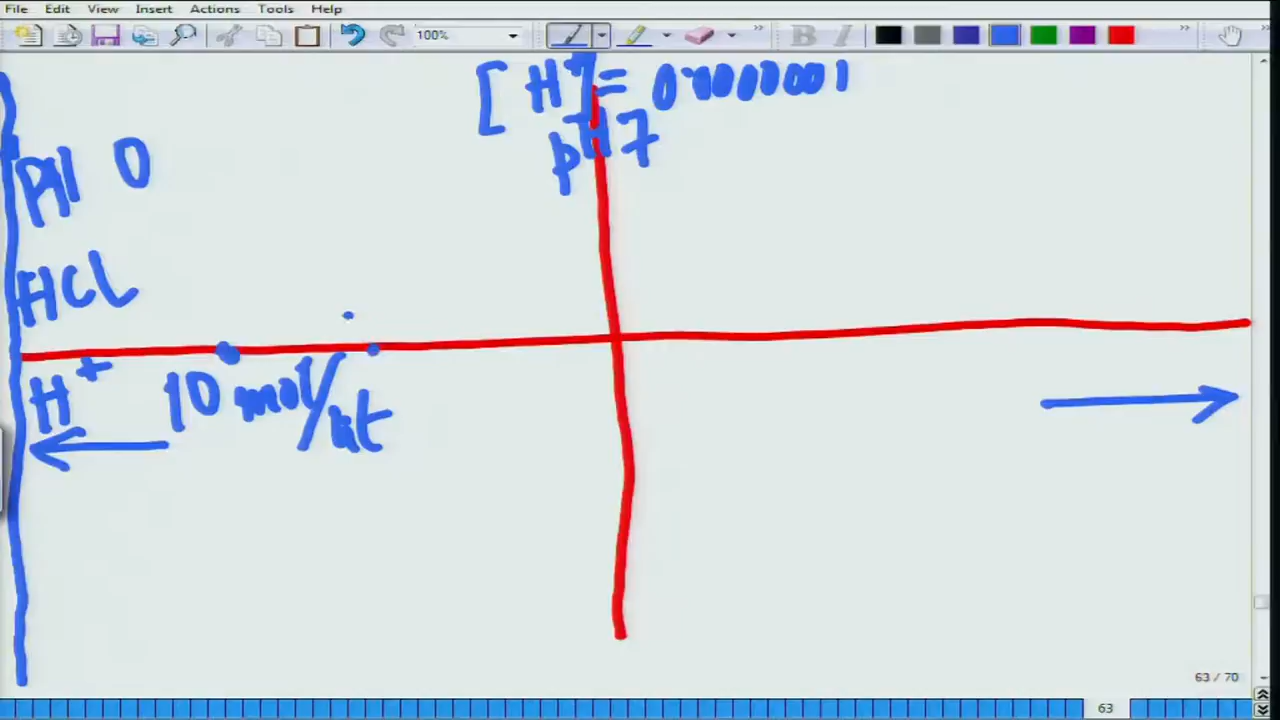 File Edit View Insert Actions Tools Help
100%
[H]= 0.0000001
pH 7
PH 0
HCL
H+ 10 mol/lit
63 / 70
63